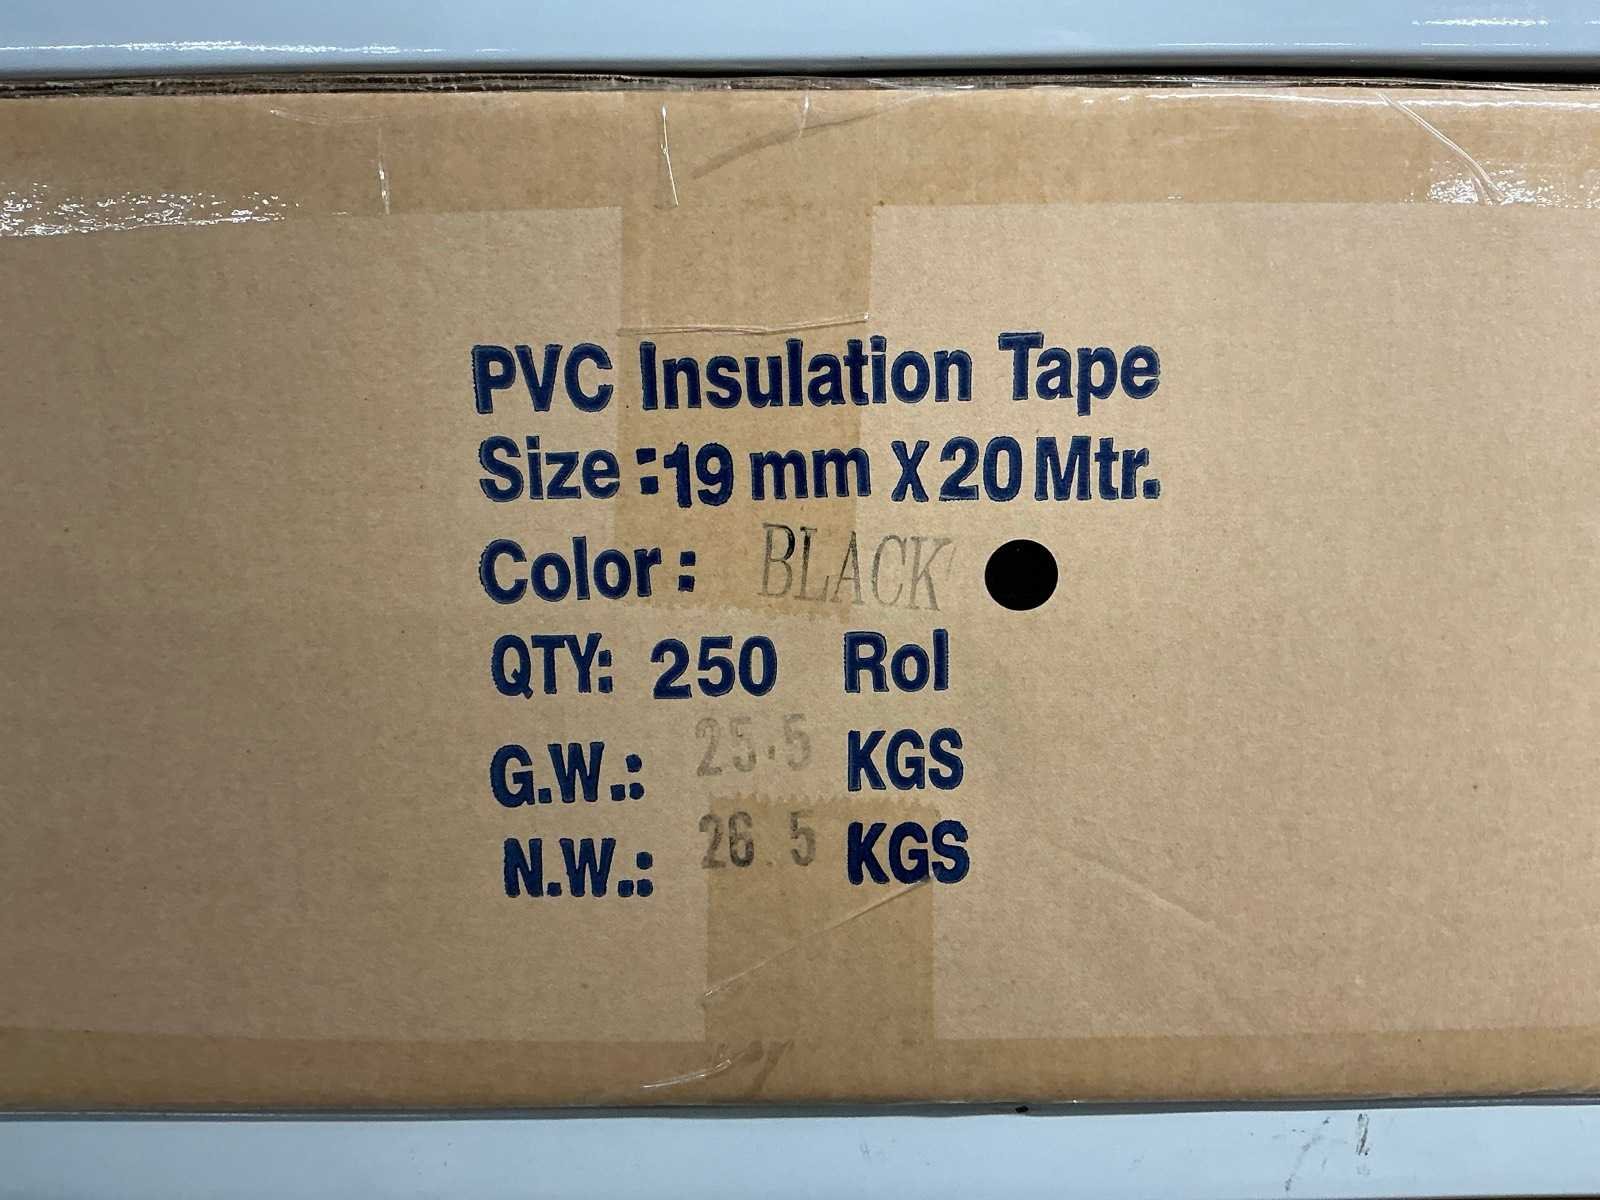 PVC Insulation Tape
Size :19 mm X 20 Mtr.
Color : BLACK
QTY: 250 Rol
G.W.: 25.5 KGS
N.W.: 26.5 KGS